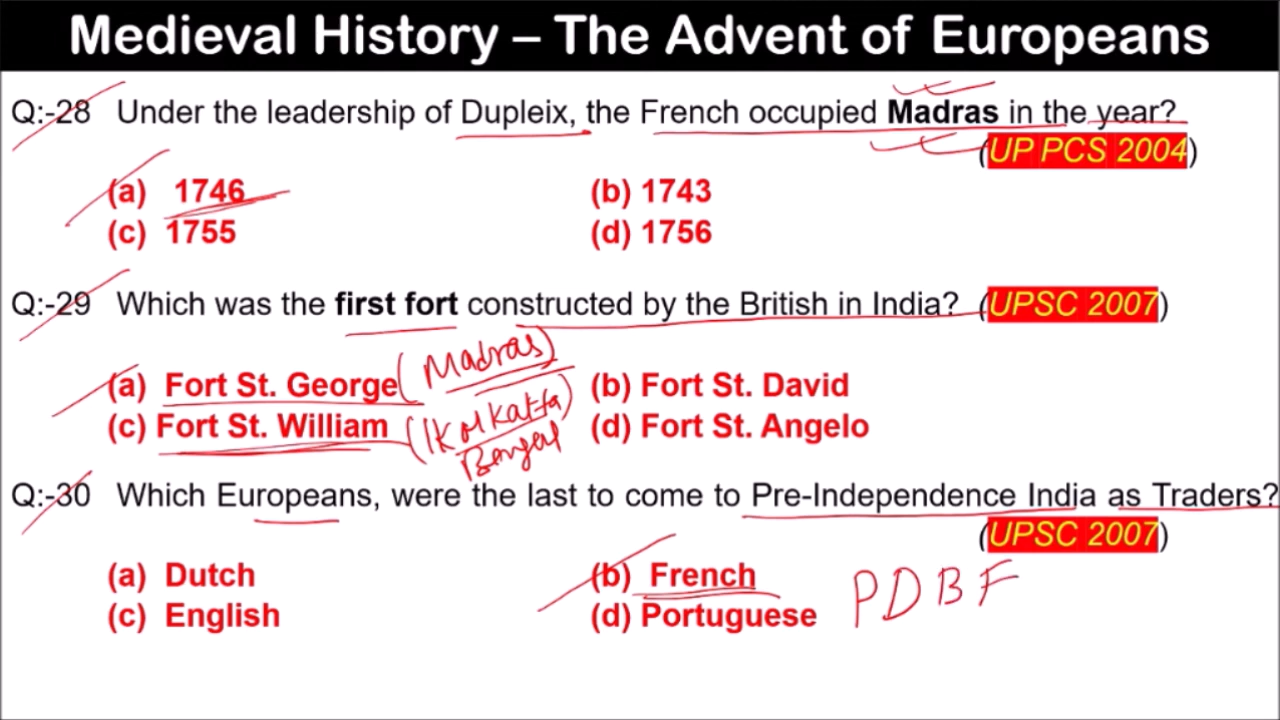 Medieval History – The Advent of Europeans
Q:-28 Under the leadership of Dupleix, the French occupied Madras in the year?
(UP PCS 2004)
(a) 1746 (b) 1743
(c) 1755 (d) 1756
Q:-29 Which was the first fort constructed by the British in India? (UPSC 2007)
(a) Fort St. George (Madras) (b) Fort St. David
(c) Fort St. William (Kolkatta (d) Fort St. Angelo
Bengal)
Q:-30 Which Europeans, were the last to come to Pre-Independence India as Traders?
(UPSC 2007)
(a) Dutch (b) French
(c) English (d) Portuguese PDBF